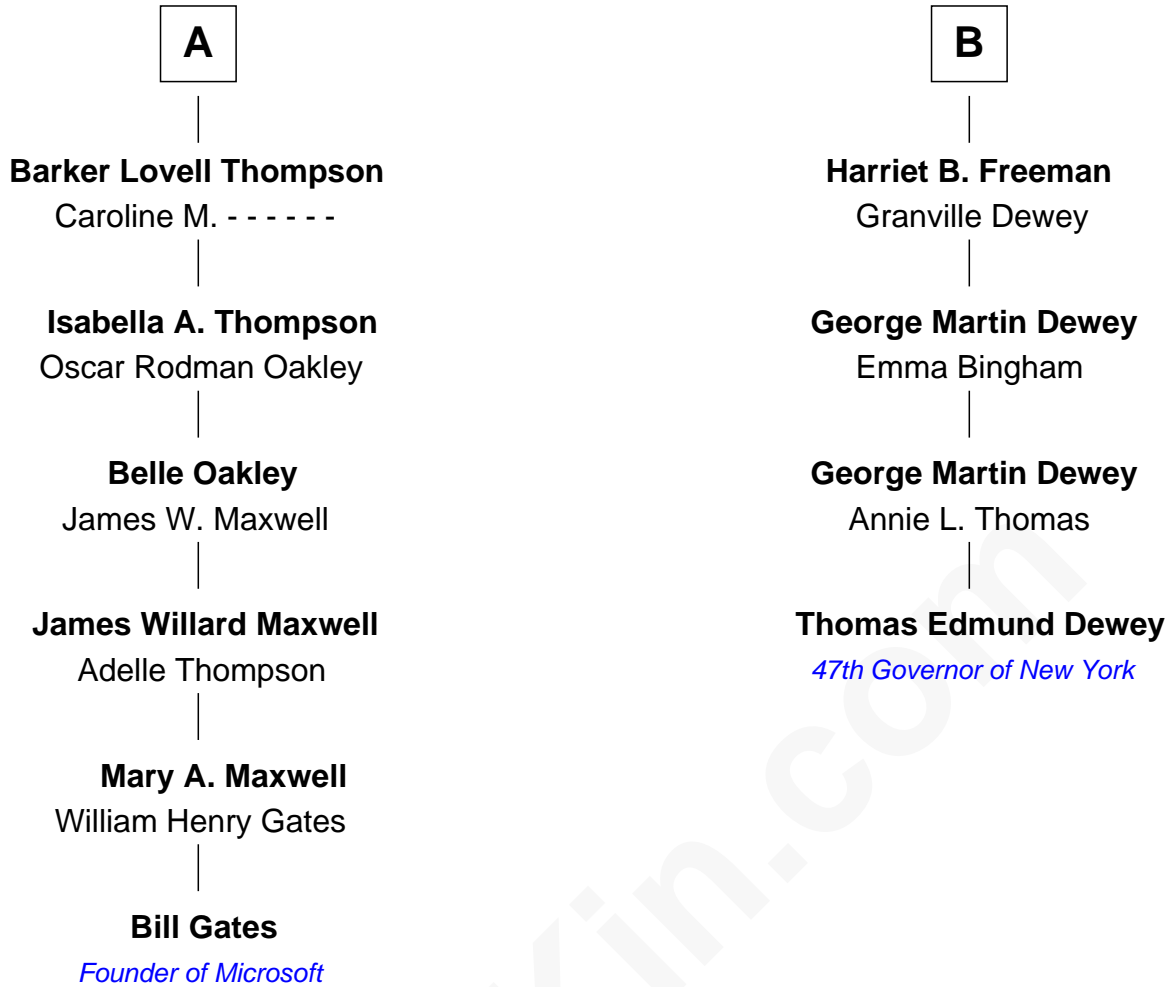 A
Barker Lovell Thompson
Caroline M. - - - - - -
Isabella A. Thompson
Oscar Rodman Oakley
Belle Oakley
James W. Maxwell
James Willard Maxwell
Adelle Thompson
Mary A. Maxwell
William Henry Gates
Bill Gates
Founder of Microsoft
B
Harriet B. Freeman
Granville Dewey
George Martin Dewey
Emma Bingham
George Martin Dewey
Annie L. Thomas
Thomas Edmund Dewey
47th Governor of New York
Kin.com